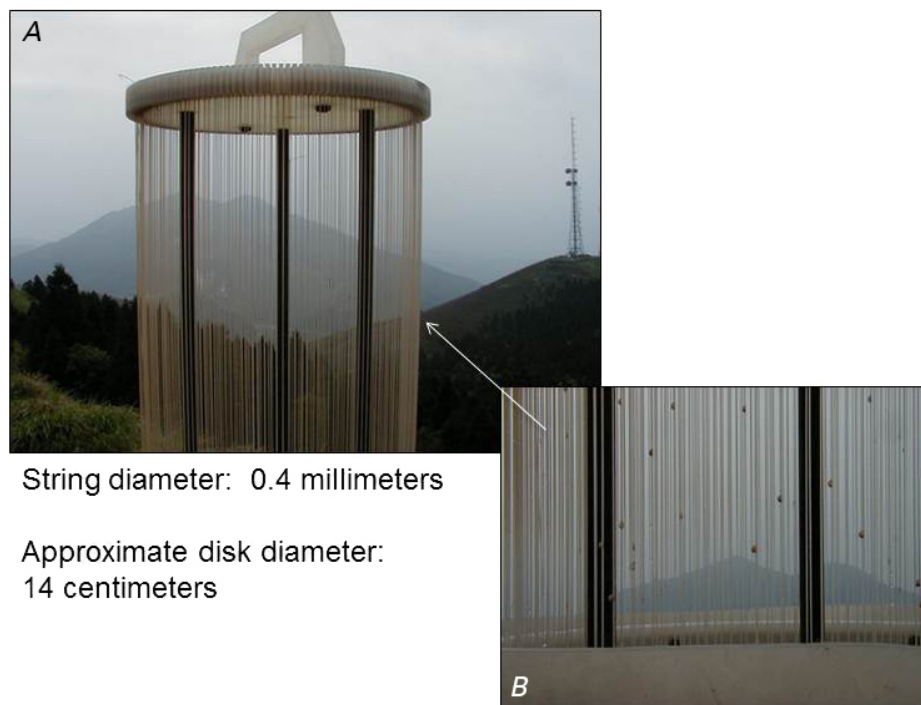 A
String diameter: 0.4 millimeters
Approximate disk diameter:
14 centimeters
B